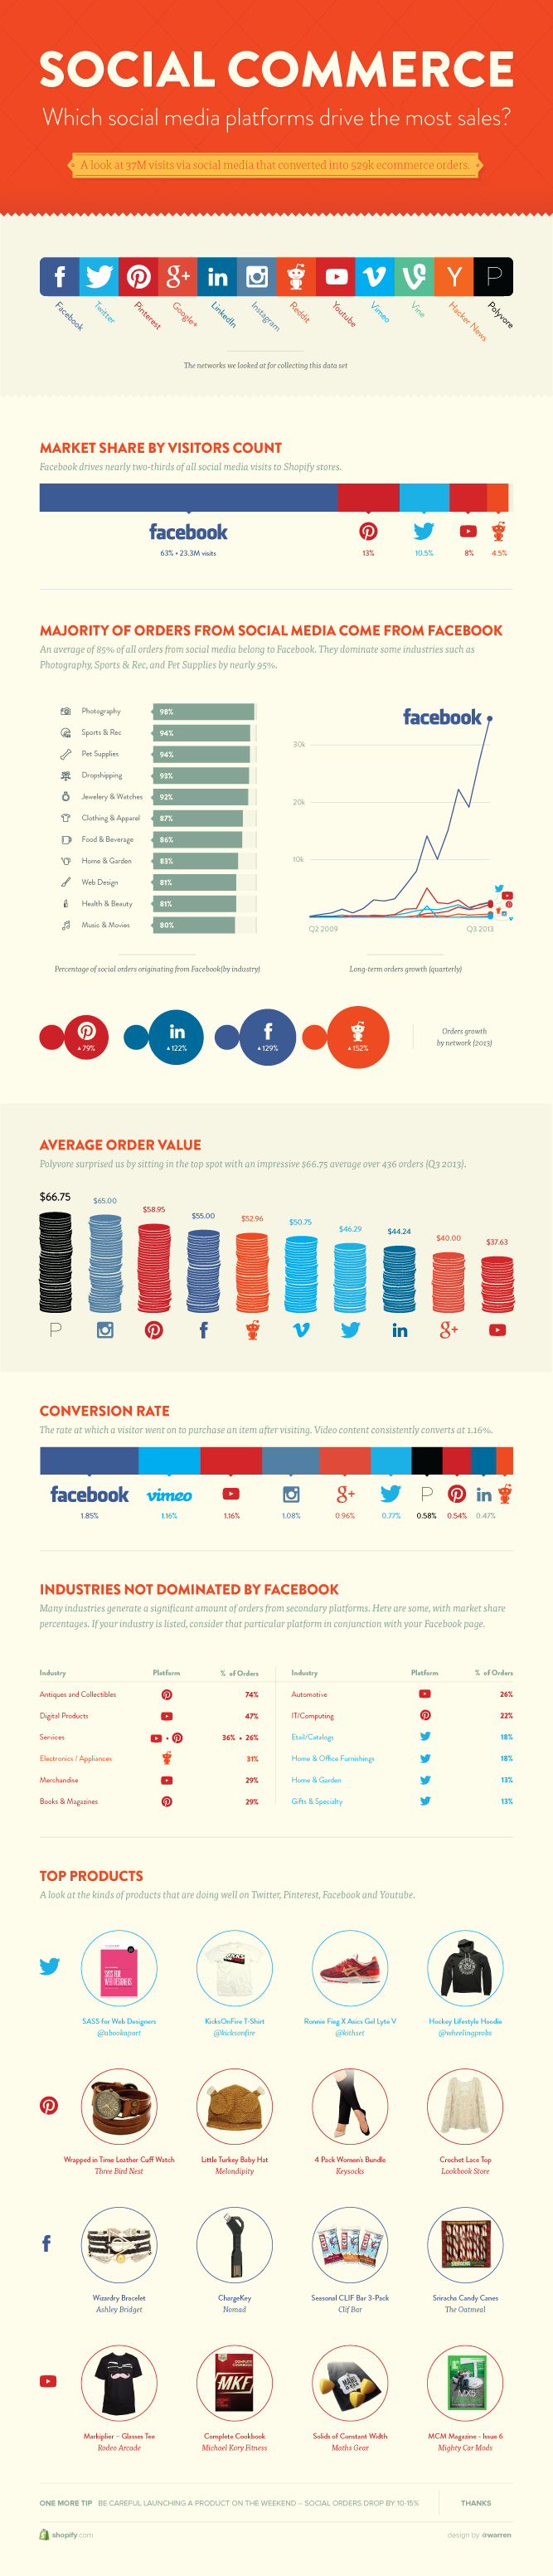 SOCIAL COMMERCE
Which social media platforms drive the most sales?
A look at 37M visits via social media that converted into 529k ecommerce orders.
Facebook
Twitter
Pinterest
Google+
LinkedIn
Instagram
Reddit
Youtube
Vimeo
Vine
Hacker News
Polyvore
The networks we looked at for collecting this data set
MARKET SHARE BY VISITORS COUNT
Facebook drives nearly two-thirds of all social media visits to Shopify stores.
facebook
63% • 23.3M visits
13%
10.5%
8%
4.5%
MAJORITY OF ORDERS FROM SOCIAL MEDIA COME FROM FACEBOOK
An average of 85% of all orders from social media belong to Facebook. They dominate some industries such as
Photography, Sports & Rec, and Pet Supplies by nearly 95%.
Photography 98%
Sports & Rec 94%
Pet Supplies 94%
Dropshipping 93%
Jewelery & Watches 92%
Clothing & Apparel 87%
Food & Beverage 86%
Home & Garden 83%
Web Design 81%
Health & Beauty 81%
Music & Movies 80%
Percentage of social orders originating from Facebook(by industry)
facebook
30k
20k
10k
Q2 2009 Q3 2013
Long-term orders growth (quarterly)
▲79%
▲122%
▲129%
▲152%
Orders growth
by network (2013)
AVERAGE ORDER VALUE
Polyvore surprised us by sitting in the top spot with an impressive $66.75 average over 436 orders (Q3 2013).
$66.75
$65.00
$58.95
$55.00
$52.96
$50.75
$46.29
$44.24
$40.00
$37.63
CONVERSION RATE
The rate at which a visitor went on to purchase an item after visiting. Video content consistently converts at 1.16%.
facebook vimeo
1.85% 1.16% 1.16% 1.08% 0.96% 0.77% 0.58% 0.54% 0.47%
INDUSTRIES NOT DOMINATED BY FACEBOOK
Many industries generate a significant amount of orders from secondary platforms. Here are some, with market share
percentages. If your industry is listed, consider that particular platform in conjunction with your Facebook page.
Industry Platform % of Orders
Antiques and Collectibles 74%
Digital Products 47%
Services • 36% • 26%
Electronics / Appliances 31%
Merchandise 29%
Books & Magazines 29%
Industry Platform % of Orders
Automotive 26%
IT/Computing 22%
Etail/Catalogs 18%
Home & Office Furnishings 18%
Home & Garden 13%
Gifts & Specialty 13%
TOP PRODUCTS
A look at the kinds of products that are doing well on Twitter, Pinterest, Facebook and Youtube.
SASS FOR
WEB DESIGNERS
SASS for Web Designers
@abookapart
KicksOnFire T-Shirt
@kicksonfire
Ronnie Fieg X Asics Gel Lyte V
@kithset
Hockey Lifestyle Hoodie
@wheelingprobs
Wrapped in Time Leather Cuff Watch
Three Bird Nest
Little Turkey Baby Hat
Melondipity
4 Pack Women's Bundle
Keysocks
Crochet Lace Top
Lookbook Store
Wizardry Bracelet
Ashley Bridget
ChargeKey
Nomad
Seasonal CLIF Bar 3-Pack
Clif Bar
Sriracha Candy Canes
The Oatmeal
Markiplier – Glasses Tee
Rodeo Arcade
MKF
Complete Cookbook
Michael Kory Fitness
Solids of Constant Width
Maths Gear
MCM Magazine - Issue 6
Mighty Car Mods
ONE MORE TIP BE CAREFUL LAUNCHING A PRODUCT ON THE WEEKEND – SOCIAL ORDERS DROP BY 10-15%
THANKS
shopify.com
design by @warren